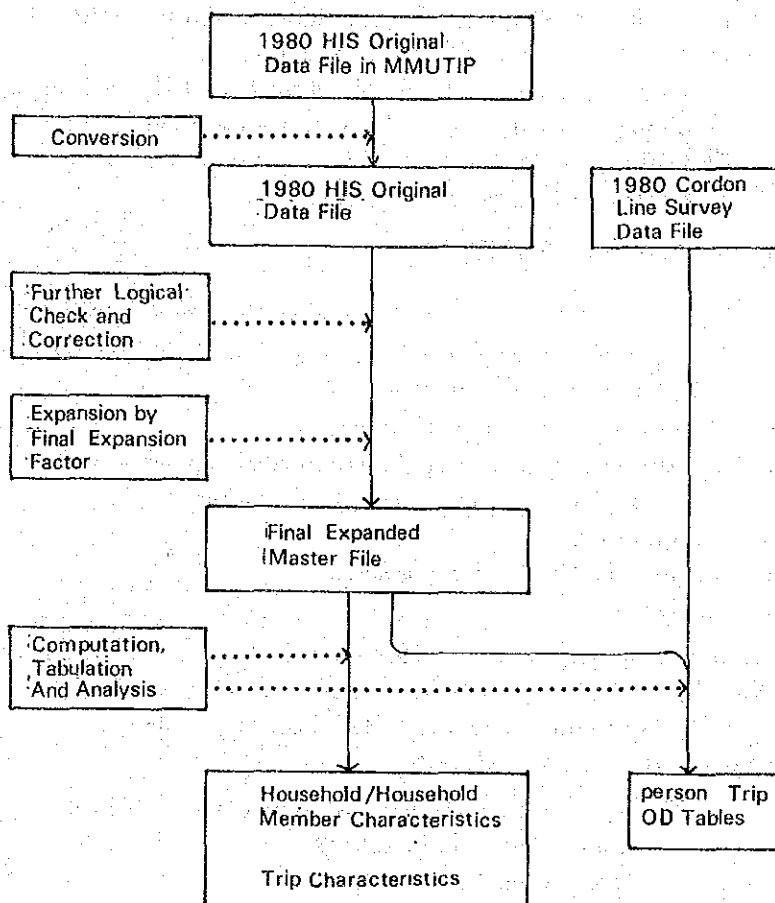 1980 HIS Original
Data File in MMUTIP
Conversion
1980 HIS Original
Data File
1980 Cordon
Line Survey
Data File
Further Logical
Check and
Correction
Expansion by
Final Expansion
Factor
Final Expanded
Master File
Computation,
Tabulation
And Analysis
Household/Household
Member Characteristics
Trip Characteristics
person Trip
OD Tables